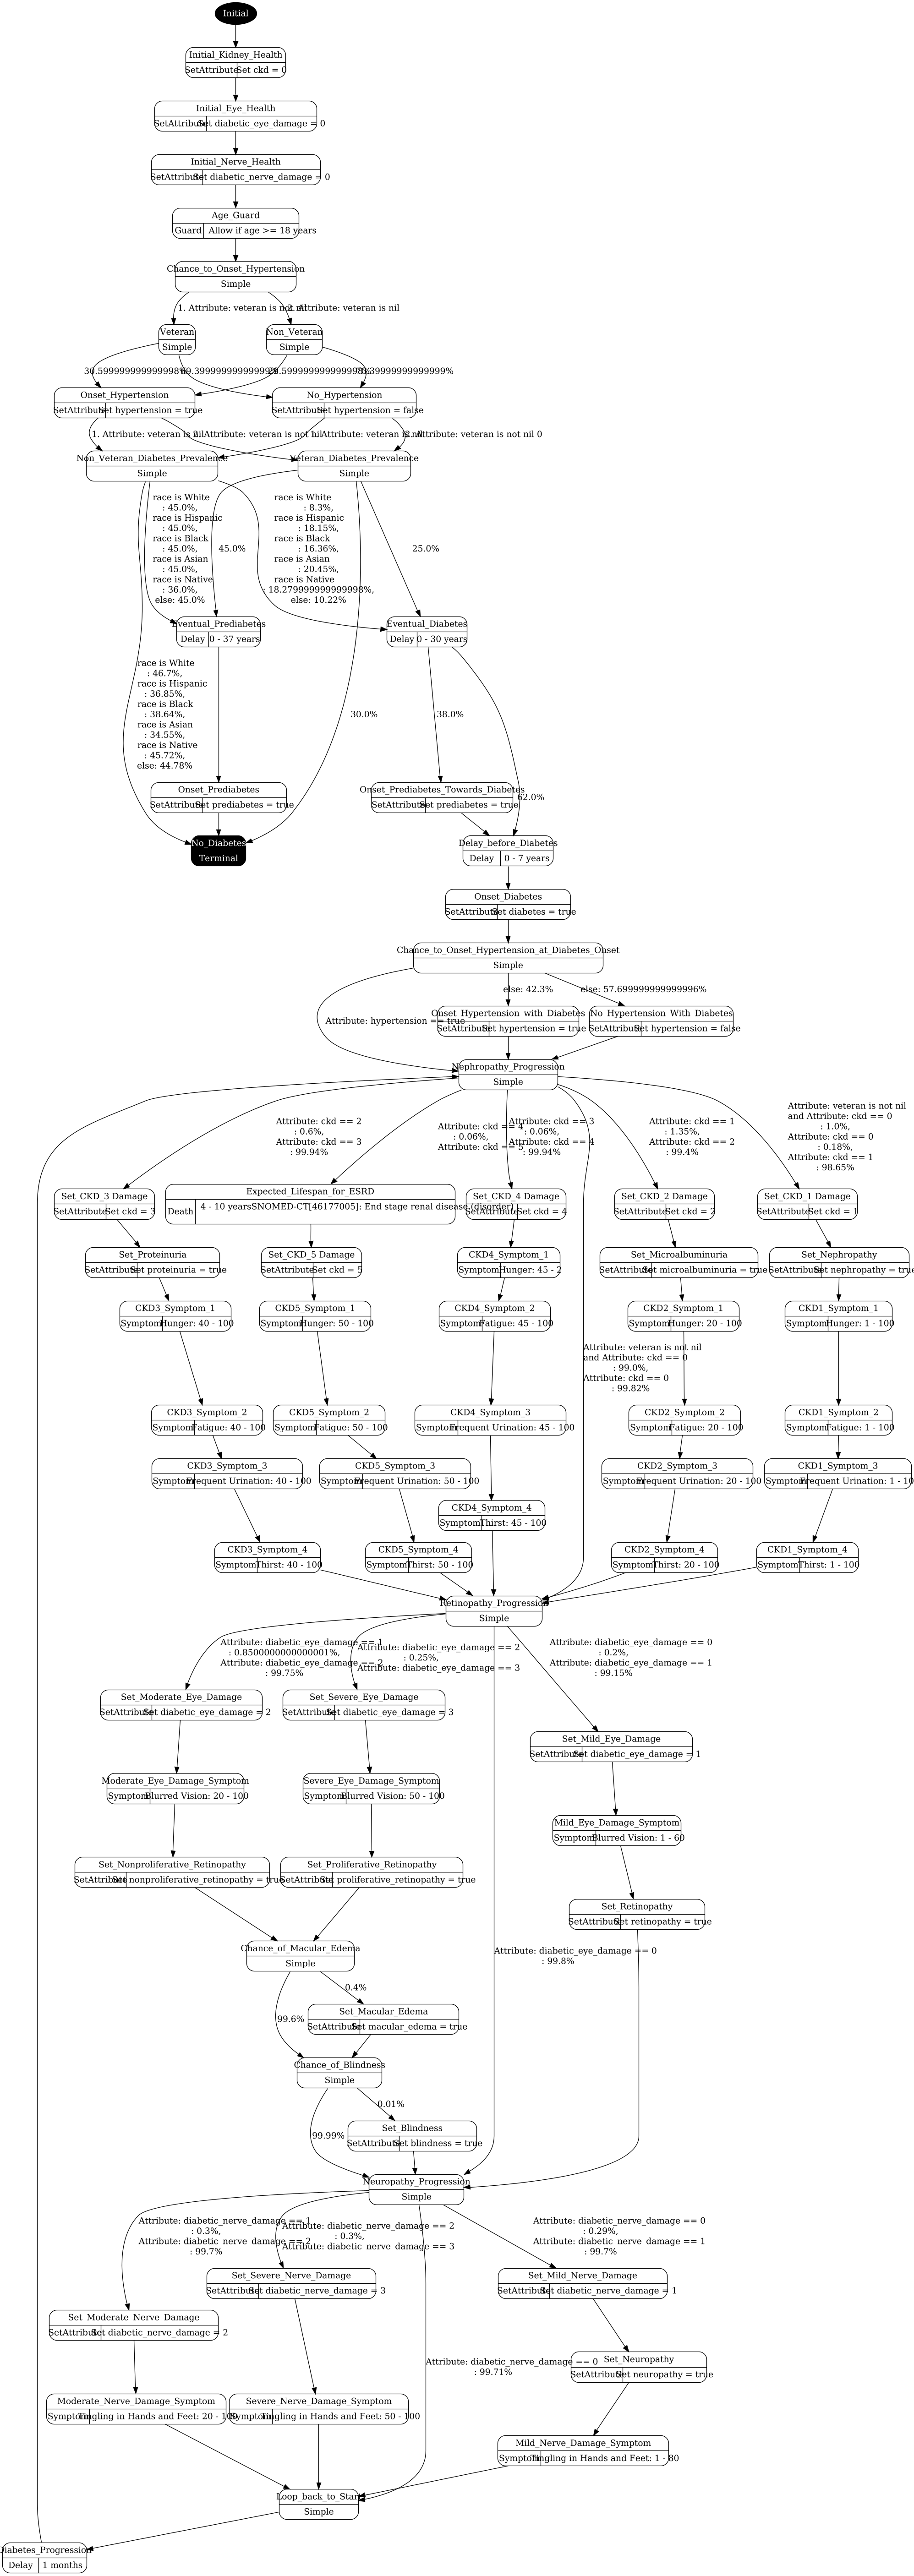 Initial
Initial_Kidney_Health
SetAttribute Set ckd = 0
Initial_Eye_Health
SetAttribute Set diabetic_eye_damage = 0
Initial_Nerve_Health
SetAttribute Set diabetic_nerve_damage = 0
Age_Guard
Guard Allow if age >= 18 years
Chance_to_Onset_Hypertension
Simple
1. Attribute: veteran is not nil
2. Attribute: veteran is nil
Veteran
Simple
Non_Veteran
Simple
Onset_Hypertension
SetAttribute Set hypertension = true
No_Hypertension
SetAttribute Set hypertension = false
1. Attribute: veteran is nil
2. Attribute: veteran is not nil
1. Attribute: veteran is nil
2. Attribute: veteran is not nil 0
Non_Veteran_Diabetes_Prevalence
Simple
Veteran_Diabetes_Prevalence
Simple
race is White
: 45.0%,
race is Hispanic
: 45.0%,
race is Black
: 45.0%,
race is Asian
: 45.0%,
race is Native
: 36.0%,
else: 45.0%
45.0%
race is White
: 8.3%,
race is Hispanic
: 18.15%,
race is Black
: 16.36%,
race is Asian
: 20.45%,
race is Native
: 18.279999999999998%,
else: 10.22%
25.0%
Eventual_Prediabetes
Delay 0 - 37 years
Eventual_Diabetes
Delay 0 - 30 years
race is White
: 46.7%,
race is Hispanic
: 36.85%,
race is Black
: 38.64%,
race is Asian
: 34.55%,
race is Native
: 45.72%,
else: 44.78%
30.0%
38.0%
62.0%
Onset_Prediabetes
SetAttribute Set prediabetes = true
Onset_Prediabetes_Towards_Diabetes
SetAttribute Set prediabetes = true
No_Diabetes
Terminal
Delay_before_Diabetes
Delay 0 - 7 years
Onset_Diabetes
SetAttribute Set diabetes = true
Chance_to_Onset_Hypertension_at_Diabetes_Onset
Simple
else: 42.3%
else: 57.699999999999996%
Attribute: hypertension == true
Onset_Hypertension_with_Diabetes
SetAttribute Set hypertension = true
No_Hypertension_With_Diabetes
SetAttribute Set hypertension = false
Nephropathy_Progression
Simple
Attribute: ckd == 2
: 0.6%,
Attribute: ckd == 3
: 99.94%
Attribute: ckd == 4
: 0.06%,
Attribute: ckd == 5
Attribute: ckd == 3
: 0.06%,
Attribute: ckd == 4
: 99.94%
Attribute: ckd == 1
: 1.35%,
Attribute: ckd == 2
: 99.4%
Attribute: veteran is not nil
and Attribute: ckd == 0
: 1.0%,
Attribute: ckd == 0
: 0.18%,
Attribute: ckd == 1
: 98.65%
Set_CKD_3 Damage
SetAttribute Set ckd = 3
Expected_Lifespan_for_ESRD
Death 4 - 10 yearsSNOMED-CT[46177005]: End stage renal disease (disorder)
Set_CKD_4 Damage
SetAttribute Set ckd = 4
Set_CKD_2 Damage
SetAttribute Set ckd = 2
Set_CKD_1 Damage
SetAttribute Set ckd = 1
Set_Proteinuria
SetAttribute Set proteinuria = true
Set_CKD_5 Damage
SetAttribute Set ckd = 5
CKD4_Symptom_1
Symptom Hunger: 45 - 2
Set_Microalbuminuria
SetAttribute Set microalbuminuria = true
Set_Nephropathy
SetAttribute Set nephropathy = true
CKD3_Symptom_1
Symptom Hunger: 40 - 100
CKD5_Symptom_1
Symptom Hunger: 50 - 100
CKD4_Symptom_2
Symptom Fatigue: 45 - 100
CKD2_Symptom_1
Symptom Hunger: 20 - 100
CKD1_Symptom_1
Symptom Hunger: 1 - 100
Attribute: veteran is not nil
and Attribute: ckd == 0
: 99.0%,
Attribute: ckd == 0
: 99.82%
CKD3_Symptom_2
Symptom Fatigue: 40 - 100
CKD5_Symptom_2
Symptom Fatigue: 50 - 100
CKD4_Symptom_3
Symptom Frequent Urination: 45 - 100
CKD2_Symptom_2
Symptom Fatigue: 20 - 100
CKD1_Symptom_2
Symptom Fatigue: 1 - 100
CKD3_Symptom_3
Symptom Frequent Urination: 40 - 100
CKD5_Symptom_3
Symptom Frequent Urination: 50 - 100
CKD2_Symptom_3
Symptom Frequent Urination: 20 - 100
CKD1_Symptom_3
Symptom Frequent Urination: 1 - 10
CKD4_Symptom_4
Symptom Thirst: 45 - 100
CKD3_Symptom_4
Symptom Thirst: 40 - 100
CKD5_Symptom_4
Symptom Thirst: 50 - 100
CKD2_Symptom_4
Symptom Thirst: 20 - 100
CKD1_Symptom_4
Symptom Thirst: 1 - 100
Retinopathy_Progression
Simple
Attribute: diabetic_eye_damage == 1
: 0.8500000000000001%,
Attribute: diabetic_eye_damage == 2
: 99.75%
Attribute: diabetic_eye_damage == 2
: 0.25%,
Attribute: diabetic_eye_damage == 3
Attribute: diabetic_eye_damage == 0
: 0.2%,
Attribute: diabetic_eye_damage == 1
: 99.15%
Set_Moderate_Eye_Damage
SetAttribute Set diabetic_eye_damage = 2
Set_Severe_Eye_Damage
SetAttribute Set diabetic_eye_damage = 3
Set_Mild_Eye_Damage
SetAttribute Set diabetic_eye_damage = 1
Moderate_Eye_Damage_Symptom
Symptom Blurred Vision: 20 - 100
Severe_Eye_Damage_Symptom
Symptom Blurred Vision: 50 - 100
Mild_Eye_Damage_Symptom
Symptom Blurred Vision: 1 - 60
Set_Nonproliferative_Retinopathy
SetAttribute Set nonproliferative_retinopathy = true
Set_Proliferative_Retinopathy
SetAttribute Set proliferative_retinopathy = true
Set_Retinopathy
SetAttribute Set retinopathy = true
Chance_of_Macular_Edema
Simple
Attribute: diabetic_eye_damage == 0
: 99.8%
0.4%
99.6%
Set_Macular_Edema
SetAttribute Set macular_edema = true
Chance_of_Blindness
Simple
0.01%
99.99%
Set_Blindness
SetAttribute Set blindness = true
Neuropathy_Progression
Simple
Attribute: diabetic_nerve_damage == 1
: 0.3%,
Attribute: diabetic_nerve_damage == 2
: 99.7%
Attribute: diabetic_nerve_damage == 2
: 0.3%,
Attribute: diabetic_nerve_damage == 3
Attribute: diabetic_nerve_damage == 0
: 0.29%,
Attribute: diabetic_nerve_damage == 1
: 99.7%
Set_Severe_Nerve_Damage
SetAttribute Set diabetic_nerve_damage = 3
Set_Mild_Nerve_Damage
SetAttribute Set diabetic_nerve_damage = 1
Set_Moderate_Nerve_Damage
SetAttribute Set diabetic_nerve_damage = 2
Attribute: diabetic_nerve_damage == 0
: 99.71%
Set_Neuropathy
SetAttribute Set neuropathy = true
Moderate_Nerve_Damage_Symptom
Symptom Tingling in Hands and Feet: 20 - 100
Severe_Nerve_Damage_Symptom
Symptom Tingling in Hands and Feet: 50 - 100
Mild_Nerve_Damage_Symptom
Symptom Tingling in Hands and Feet: 1 - 80
Loop_back_to_Start
Simple
Diabetes_Progression
Delay 1 months